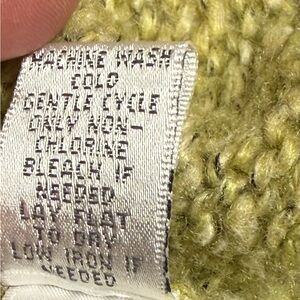 MACHINE WASH
COLD
GENTLE CYCLE
ONLY NON-
CHLORINE
BLEACH IF
NEEDED
LAY FLAT
TO DRY
LOW IRON IF
NEEDED